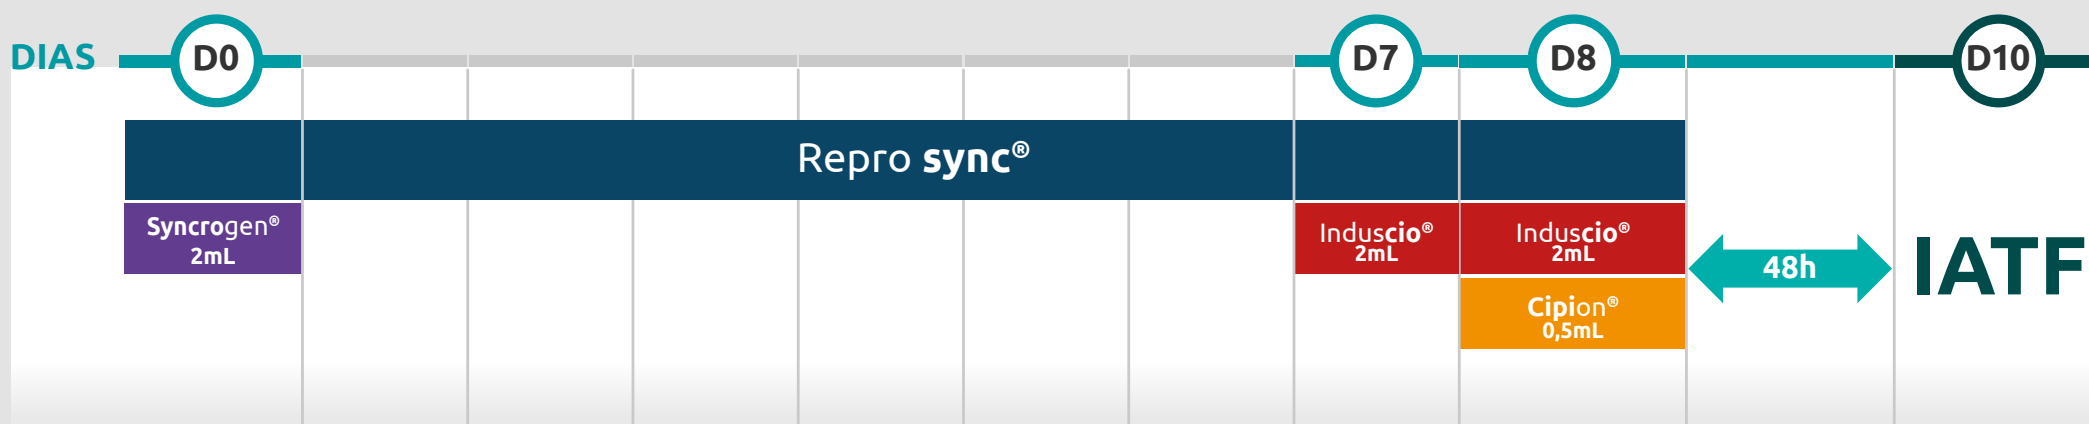 DIAS D0 D7 D8 D10
Repro sync®
Syncrogen®
2mL
Induscio®
2mL
Induscio®
2mL
Cipion®
0,5mL
48h
IATF